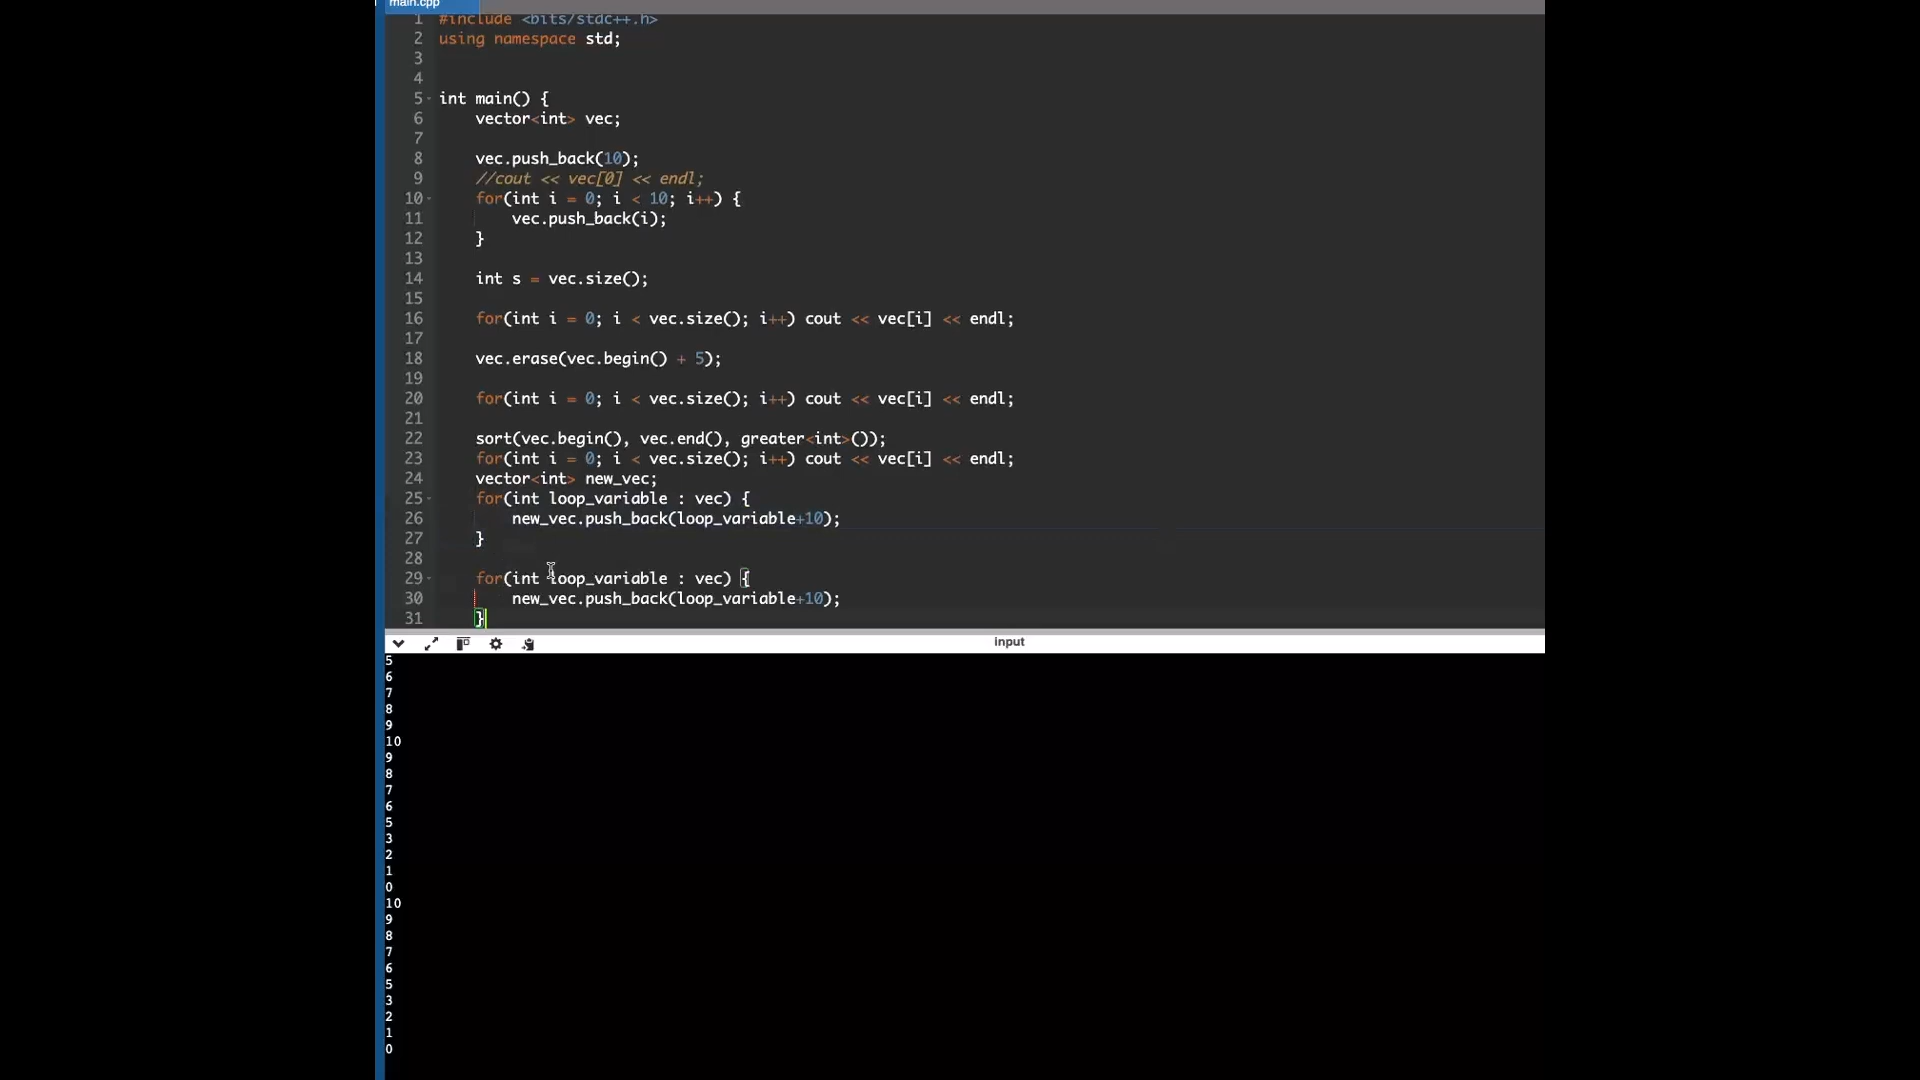 main.cpp
1 #include <bits/stdc++.h>
2 using namespace std;
3
4
5 int main() {
6 vector<int> vec;
7
8 vec.push_back(10);
9 //cout << vec[0] << endl;
10 for(int i = 0; i < 10; i++) {
11 vec.push_back(i);
12 }
13
14 int s = vec.size();
15
16 for(int i = 0; i < vec.size(); i++) cout << vec[i] << endl;
17
18 vec.erase(vec.begin() + 5);
19
20 for(int i = 0; i < vec.size(); i++) cout << vec[i] << endl;
21
22 sort(vec.begin(), vec.end(), greater<int>());
23 for(int i = 0; i < vec.size(); i++) cout << vec[i] << endl;
24 vector<int> new_vec;
25 for(int loop_variable : vec) {
26 new_vec.push_back(loop_variable+10);
27 }
28
29 for(int loop_variable : vec) {
30 new_vec.push_back(loop_variable+10);
31 }
input
5
6
7
8
9
10
9
8
7
6
5
3
2
1
0
10
9
8
7
6
5
3
2
1
0